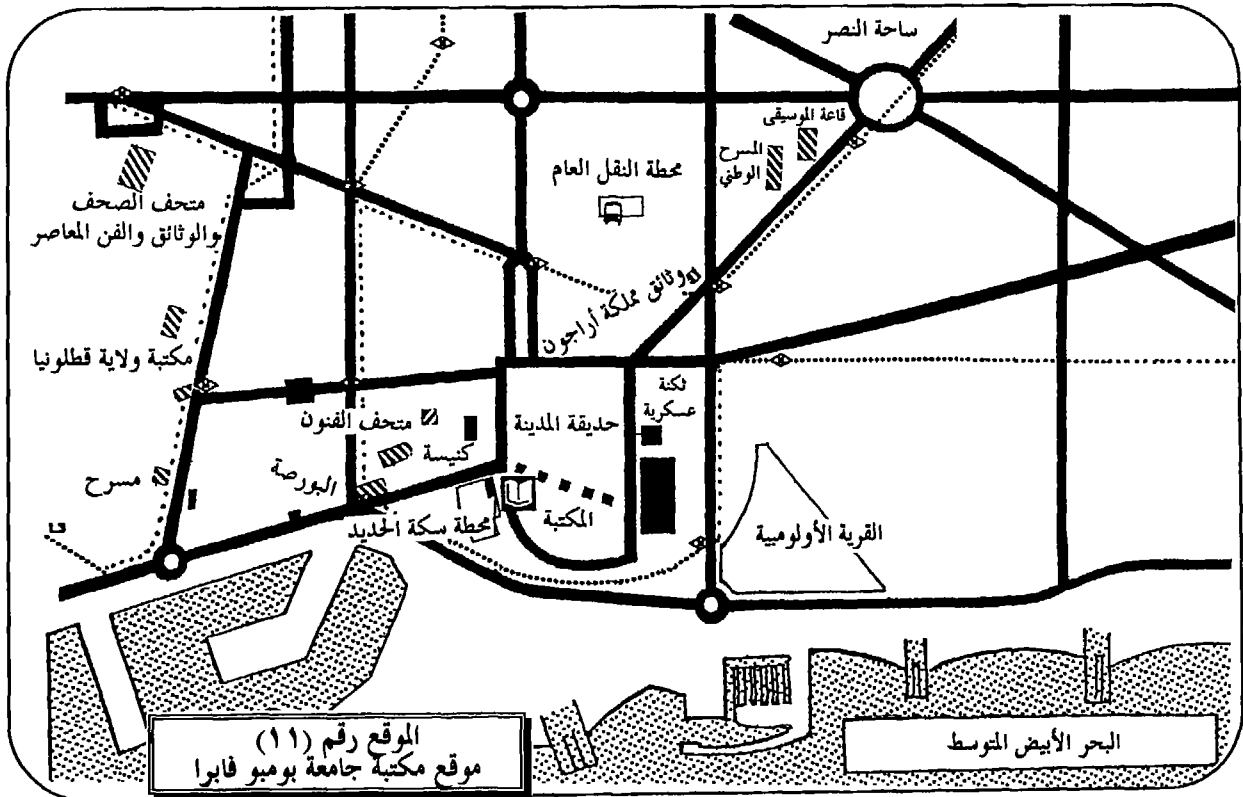 ساحة النصر
قاعة الموسيقى
المسرح
الوطني
محطة النقل العام
متحف الصحف
والوثائق والفن المعاصر
وثائق مملكة أراجون
مكتبة ولاية قطلونيا
ثكنة
عسكرية
متحف الفنون
حديقة المدينة
كنيسة
البورصة
مسرح
المكتبة
محطة سكة الحديد
القرية الأولومبية
L3
البحر الأبيض المتوسط
الموقع رقم (١١)
موقع مكتبة جامعة بومبو فابرا